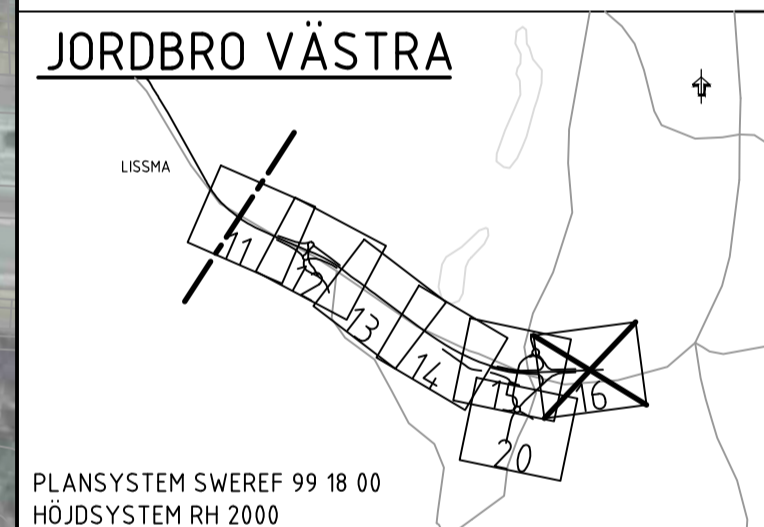 JORDBRO VÄSTRA
LISSMA
11
12
13
14
15
16
20
PLANSYSTEM SWEREF 99 18 00
HÖJDSYSTEM RH 2000